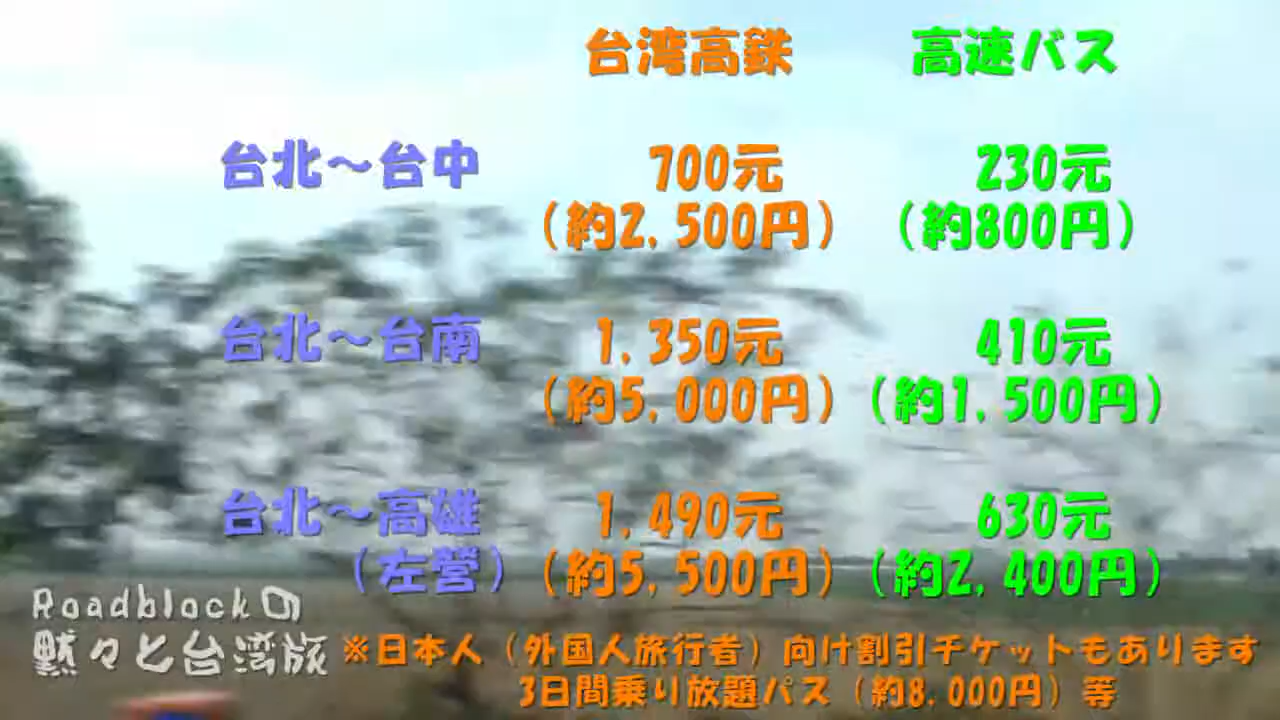 台湾高鉄 高速バス
台北～台中 700元 230元
（約2,500円） （約800円）
台北～台南 1,350元 410元
（約5,000円） （約1,500円）
台北～高雄 1,490元 630元
（左営） （約5,500円） （約2,400円）
Roadblockの
黙々と台湾旅
※日本人（外国人旅行者）向け割引チケットもあります
3日間乗り放題パス（約8,000円）等